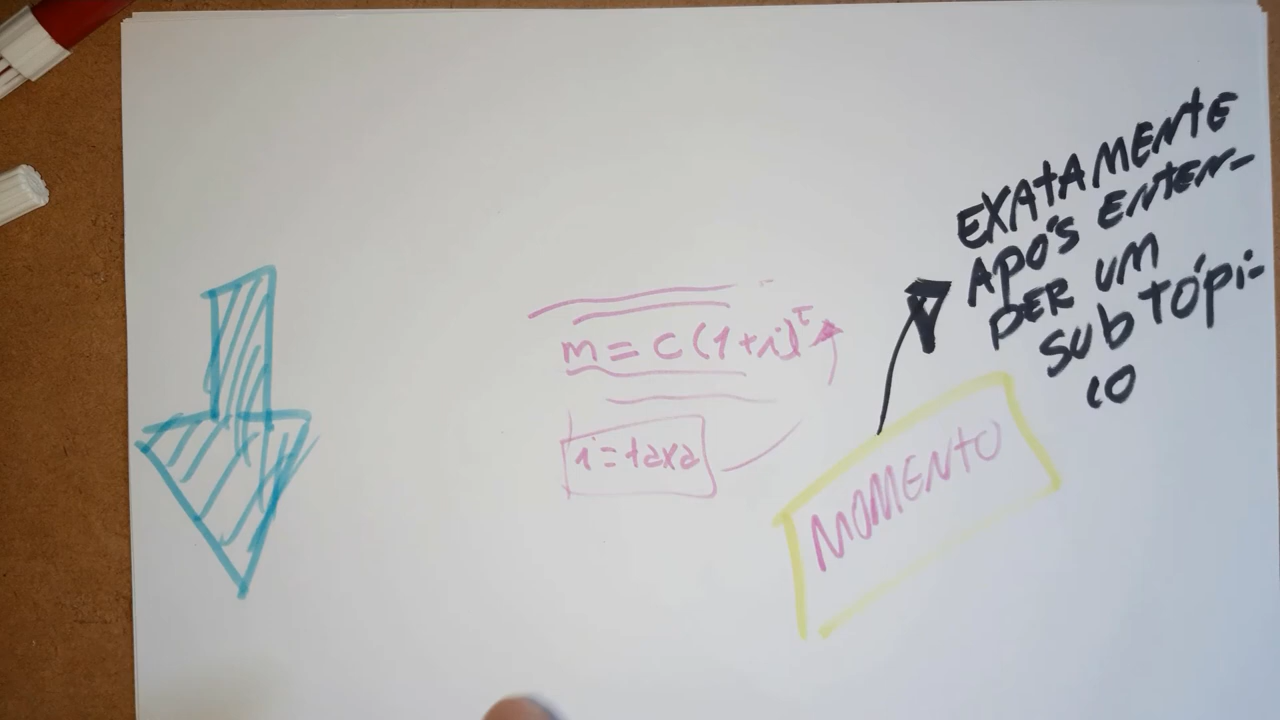 EXATAMENTE
APÓS ENTEN-
DER UM
SUBTÓPI-
CO
m = C(1+i)^t
i = taxa
MOMENTO